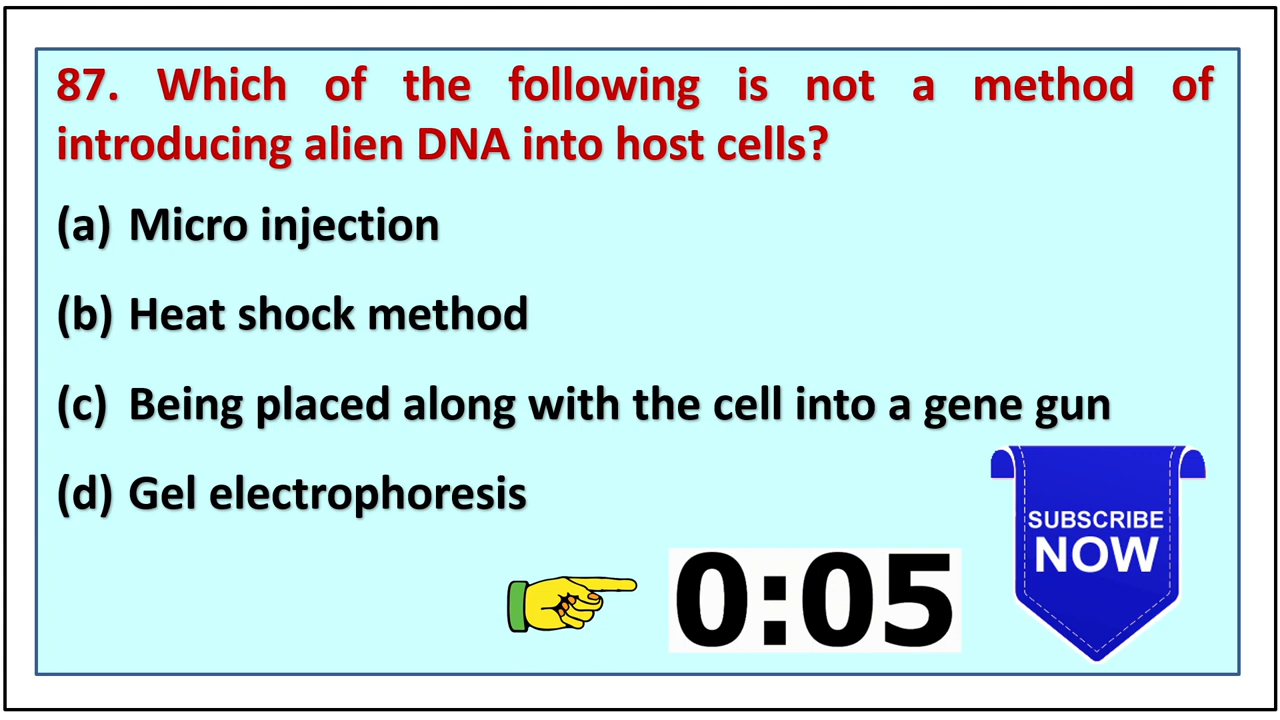 87. Which of the following is not a method of
introducing alien DNA into host cells?
(a) Micro injection
(b) Heat shock method
(c) Being placed along with the cell into a gene gun
(d) Gel electrophoresis
SUBSCRIBE
NOW
0:05